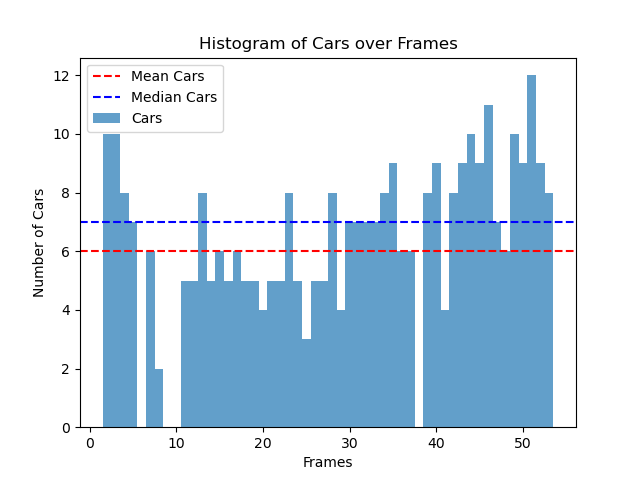 Histogram of Cars over Frames
Mean Cars
Median Cars
Cars
Number of Cars
12
10
8
6
4
2
0
0 10 20 30 40 50
Frames